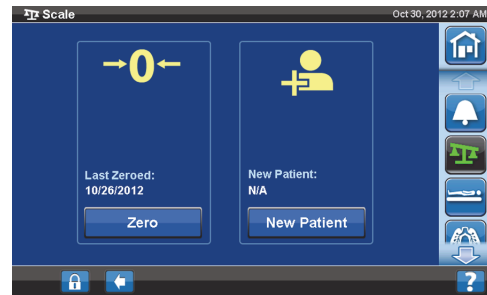 Scale
Oct 30, 2012 2:07 AM
→0←
Last Zeroed:
10/26/2012
Zero
New Patient:
N/A
New Patient
?